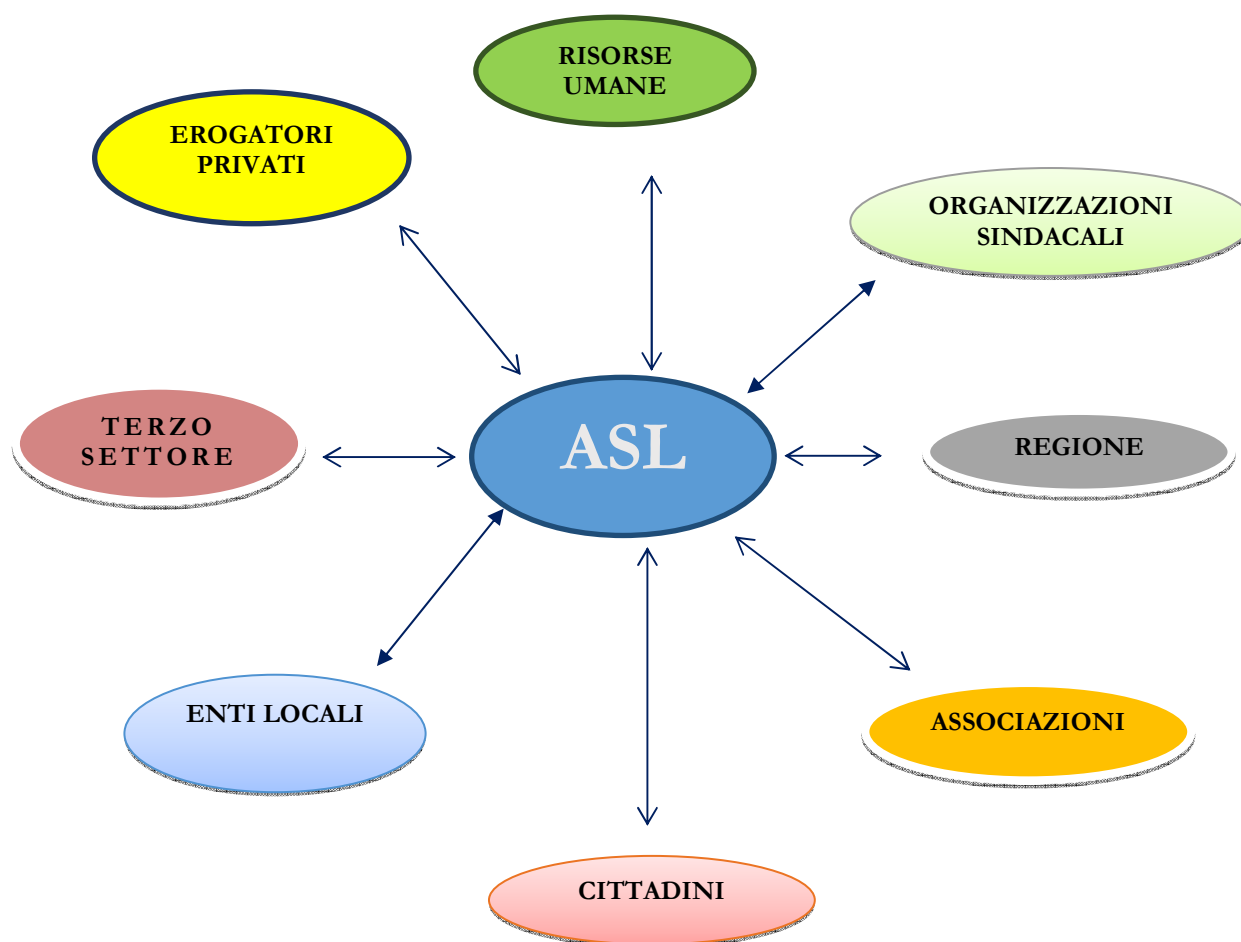 RISORSE
UMANE
EROGATORI
PRIVATI
ORGANIZZAZIONI
SINDACALI
TERZO
SETTORE
ASL
REGIONE
ENTI LOCALI
ASSOCIAZIONI
CITTADINI